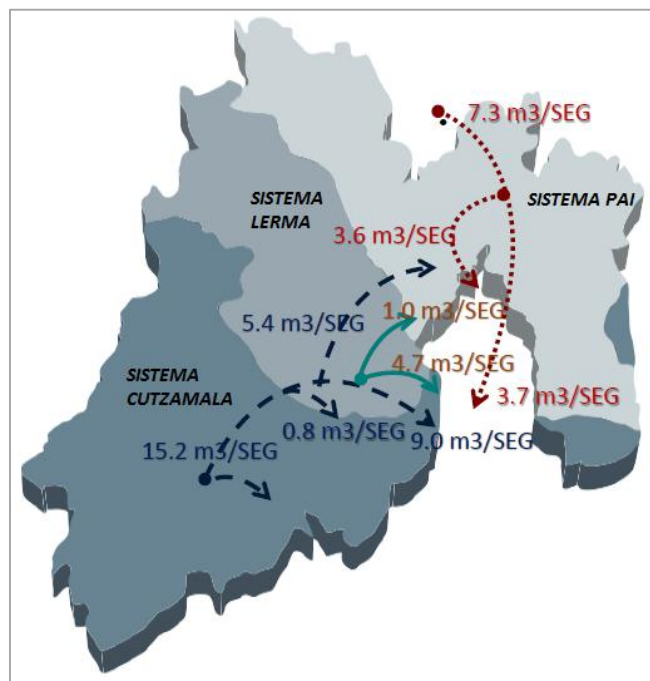 7.3 m3/SEG
SISTEMA
LERMA
SISTEMA PAI
3.6 m3/SEG
1.0 m3/SEG
5.4 m3/SEG
4.7 m3/SEG
SISTEMA
CUTZAMALA
3.7 m3/SEG
0.8 m3/SEG
9.0 m3/SEG
15.2 m3/SEG